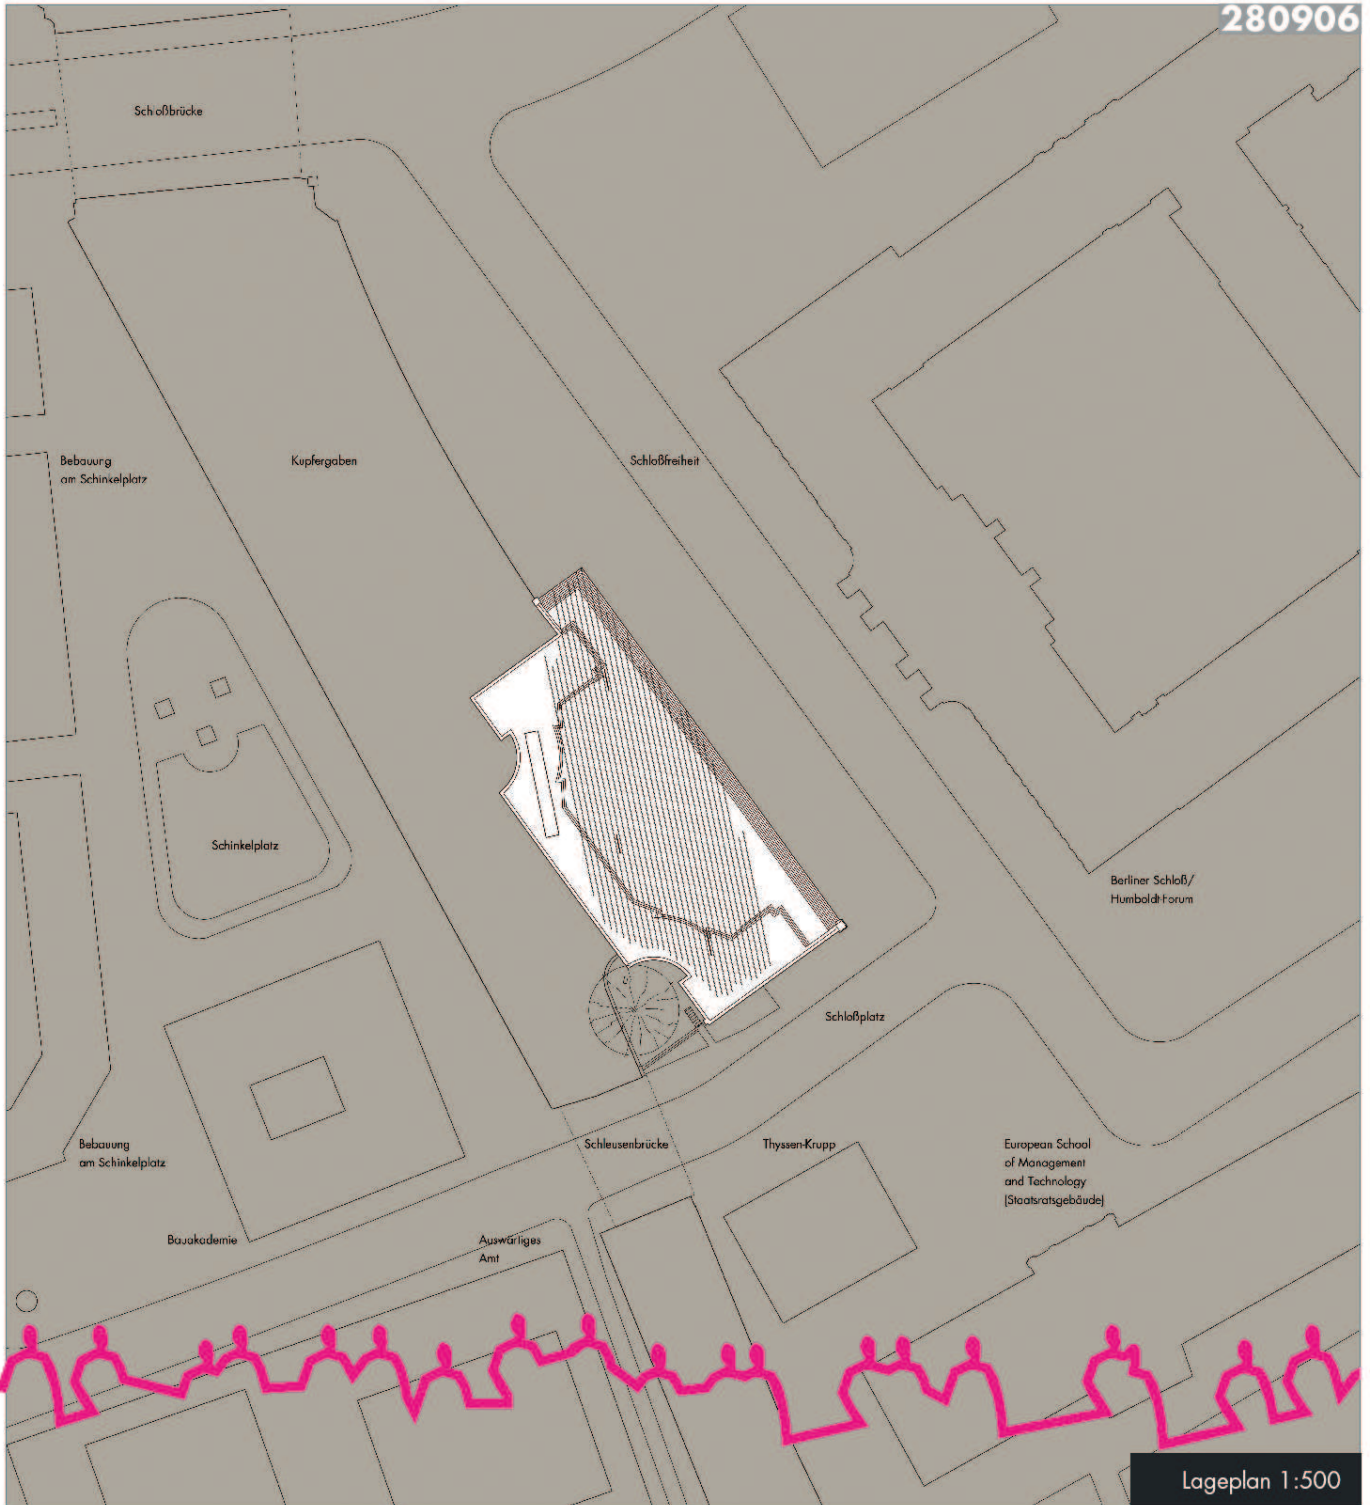 280906
Schloßbrücke
Bebauung
am Schinkelplatz
Kupfergaben
Schloßfreiheit
Schinkelplatz
Berliner Schloß/
Humboldt-Forum
Schloßplatz
Bebauung
am Schinkelplatz
Schleusenbrücke
Thyssen-Krupp
European School
of Management
and Technology
(Staatsratsgebäude)
Bauakademie
Auswärtiges
Amt
Lageplan 1:500